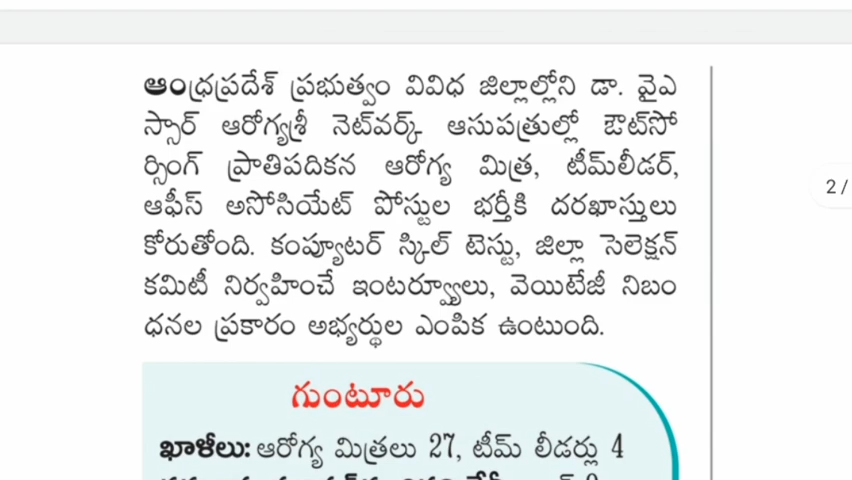 ఆంధ్రప్రదేశ్ ప్రభుత్వం వివిధ జిల్లాల్లోని డా. వైఎ
స్సార్ ఆరోగ్యశ్రీ నెట్‌వర్క్ ఆసుపత్రుల్లో ఔట్‌సో
ర్సింగ్ ప్రాతిపదికన ఆరోగ్య మిత్ర, టీమ్‌లీడర్,
ఆఫీస్ అసోసియేట్ పోస్టుల భర్తీకి దరఖాస్తులు
కోరుతోంది. కంప్యూటర్ స్కిల్ టెస్టు, జిల్లా సెలెక్షన్
కమిటీ నిర్వహించే ఇంటర్వ్యూలు, వెయిటేజీ నిబం
ధనల ప్రకారం అభ్యర్థుల ఎంపిక ఉంటుంది.
2 /
గుంటూరు
ఖాళీలు: ఆరోగ్య మిత్రలు 27, టీమ్ లీడర్లు 4